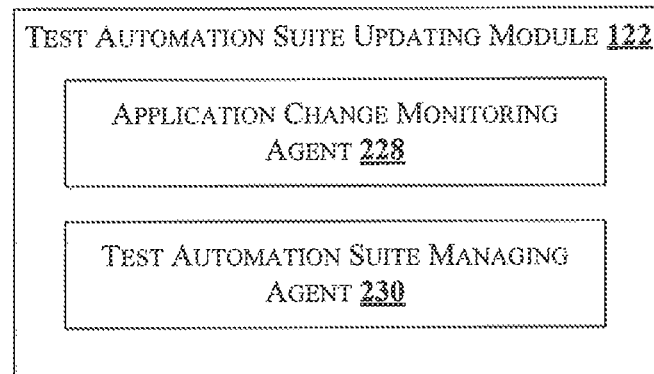 TEST AUTOMATION SUITE UPDATING MODULE 122
APPLICATION CHANGE MONITORING
AGENT 228
TEST AUTOMATION SUITE MANAGING
AGENT 230